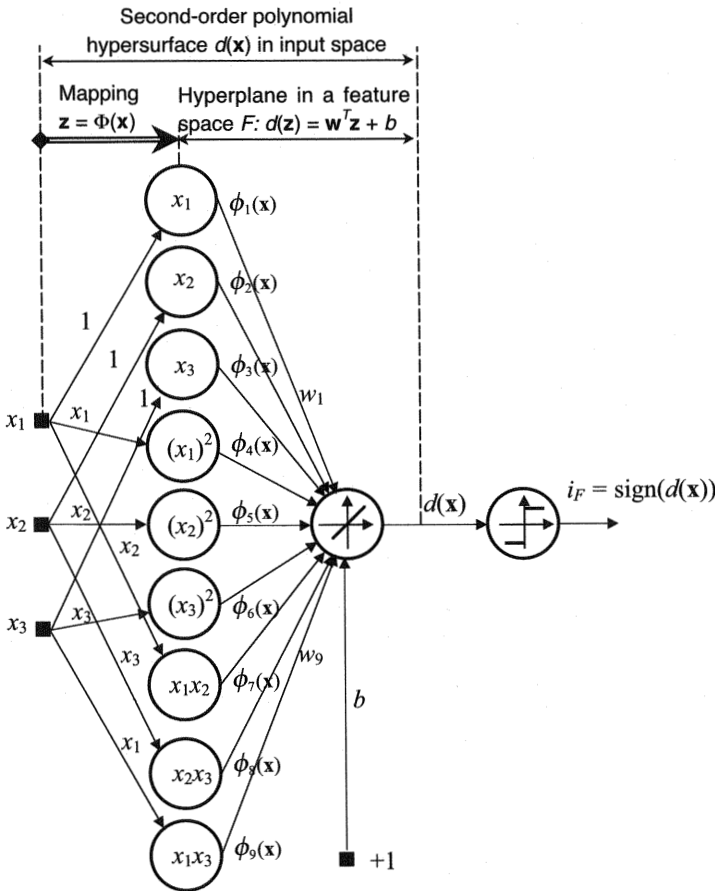 Second-order polynomial
hypersurface d(x) in input space
Mapping
z = Φ(x)
Hyperplane in a feature
space F: d(z) = wᵀz + b
x₁
ϕ₁(x)
x₂
ϕ₂(x)
1
1
x₃
ϕ₃(x)
1
w₁
x₁
x₁
(x₁)²
ϕ₄(x)
x₂
x₂
(x₂)²
ϕ₅(x)
d(x)
i_F = sign(d(x))
x₂
x₃
x₃
(x₃)²
ϕ₆(x)
x₃
x₁x₂
ϕ₇(x)
w₉
b
x₁
x₂x₃
ϕ₈(x)
x₁x₃
ϕ₉(x)
+1